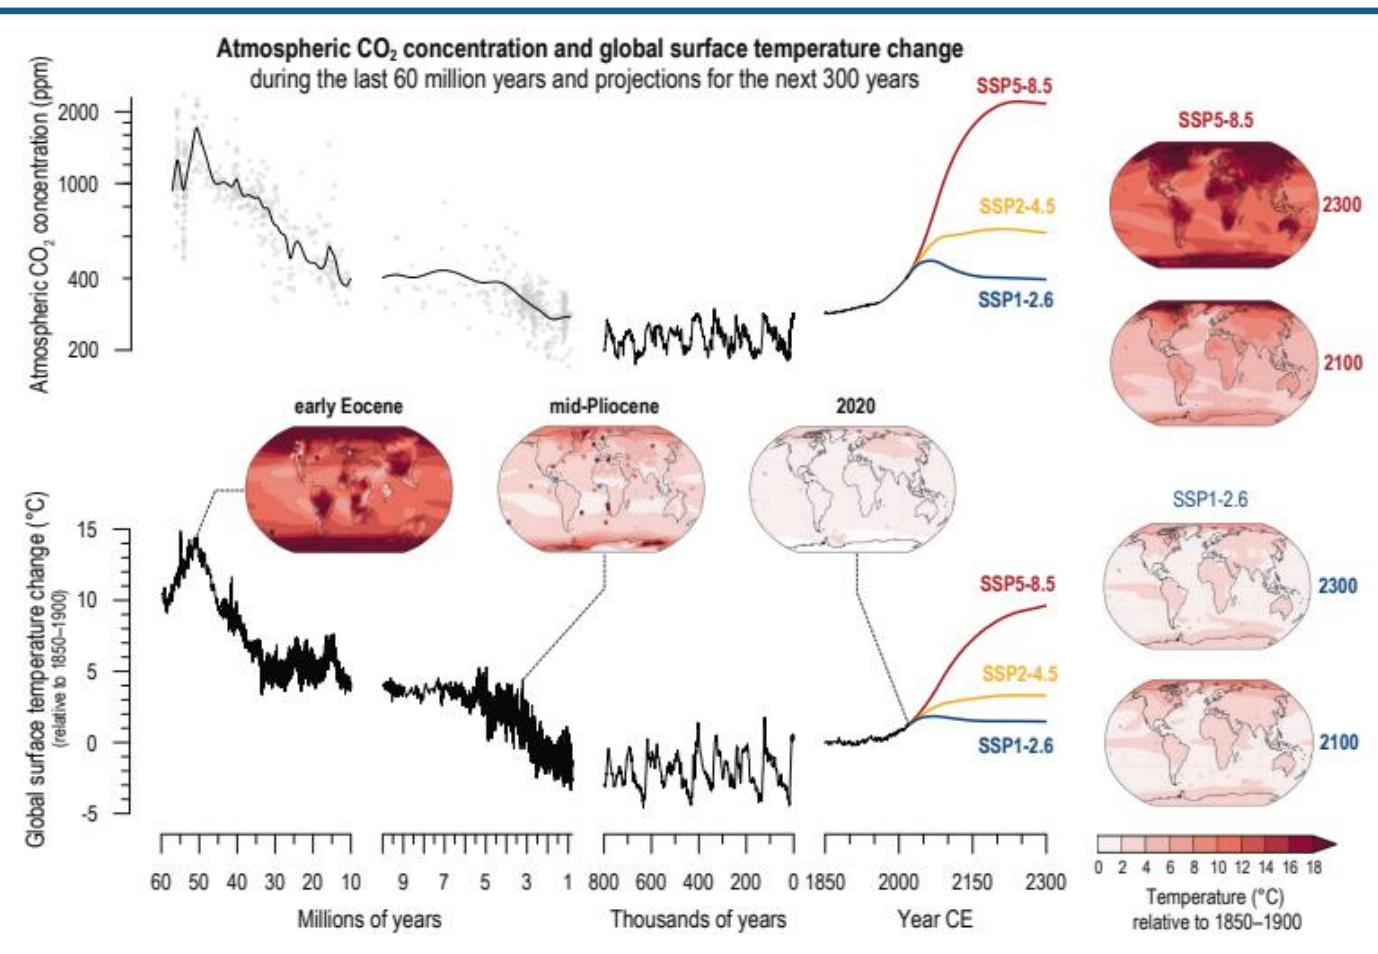 Atmospheric CO₂ concentration and global surface temperature change
during the last 60 million years and projections for the next 300 years
Atmospheric CO₂ concentration (ppm)
2000
1000
400
200
SSP5-8.5
SSP2-4.5
SSP1-2.6
SSP5-8.5
2300
2100
early Eocene
mid-Pliocene
2020
Global surface temperature change (°C)
(relative to 1850–1900)
15
10
5
0
-5
SSP5-8.5
SSP2-4.5
SSP1-2.6
SSP1-2.6
2300
2100
60 50 40 30 20 10
Millions of years
9 7 5 3 1
800 600 400 200 0
Thousands of years
1850 2000 2150 2300
Year CE
0 2 4 6 8 10 12 14 16 18
Temperature (°C)
relative to 1850–1900